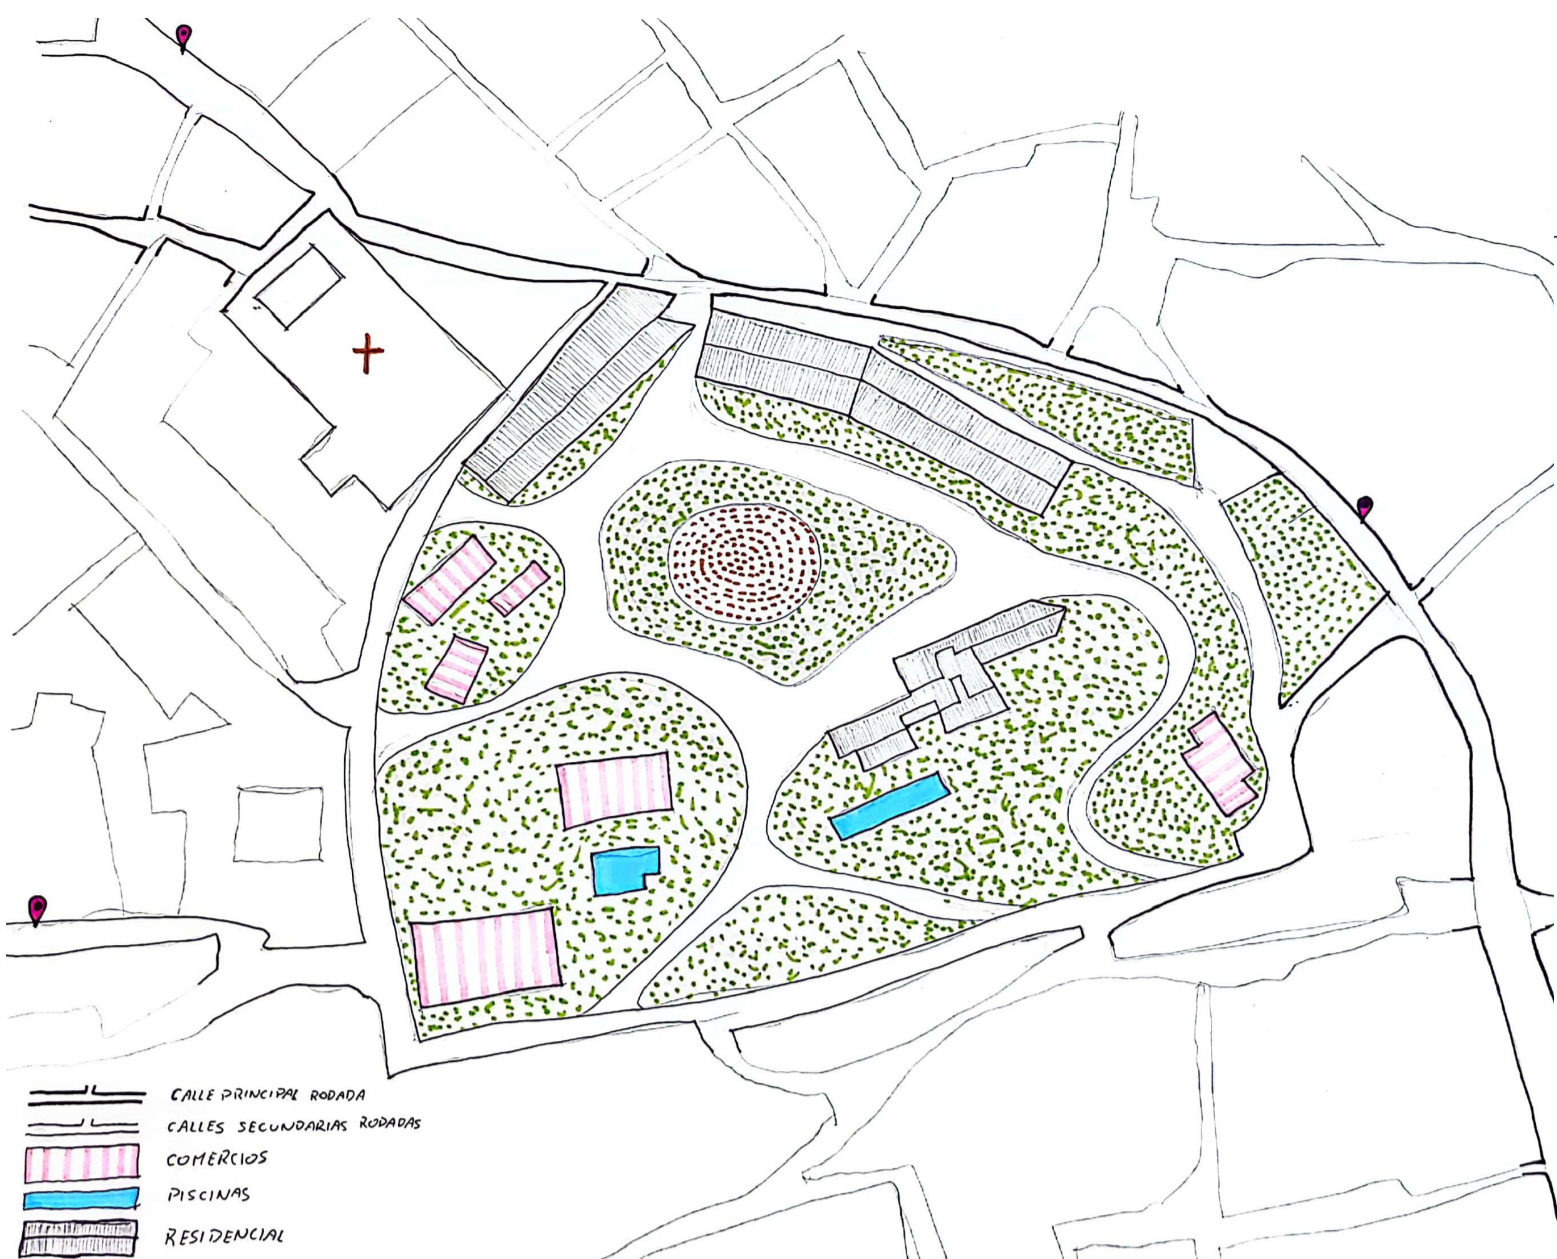 CALLE PRINCIPAL RODADA
CALLES SECUNDARIAS RODADAS
COMERCIOS
PISCINAS
RESIDENCIAL